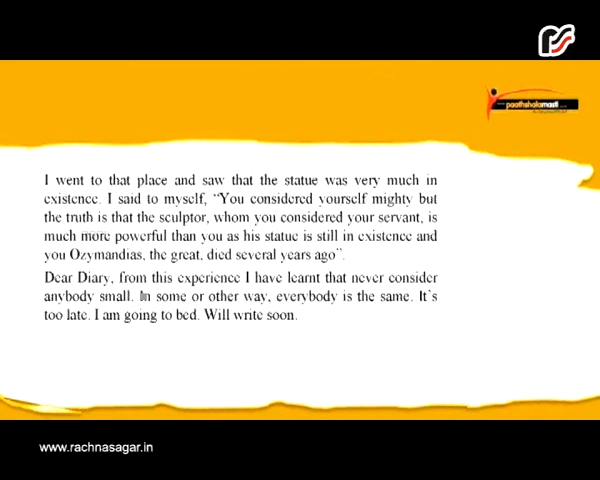 paathshalamasti
I went to that place and saw that the statue was very much in
existence. I said to myself, “You considered yourself mighty but
the truth is that the sculptor, whom you considered your servant, is
much more powerful than you as his statue is still in existence and
you Ozymandias, the great, died several years ago”.
Dear Diary, from this experience I have learnt that never consider
anybody small. In some or other way, everybody is the same. It’s
too late. I am going to bed. Will write soon.
www.rachnasagar.in